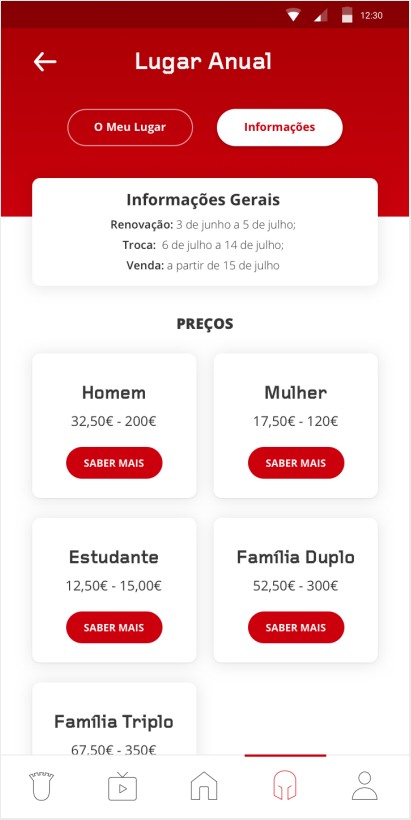 12:30
Lugar Anual
O Meu Lugar
Informações
Informações Gerais
Renovação: 3 de junho a 5 de julho;
Troca: 6 de julho a 14 de julho;
Venda: a partir de 15 de julho
PREÇOS
Homem
32,50€ - 200€
SABER MAIS
Mulher
17,50€ - 120€
SABER MAIS
Estudante
12,50€ - 15,00€
SABER MAIS
Família Duplo
52,50€ - 300€
SABER MAIS
Família Triplo
67,50€ - 350€